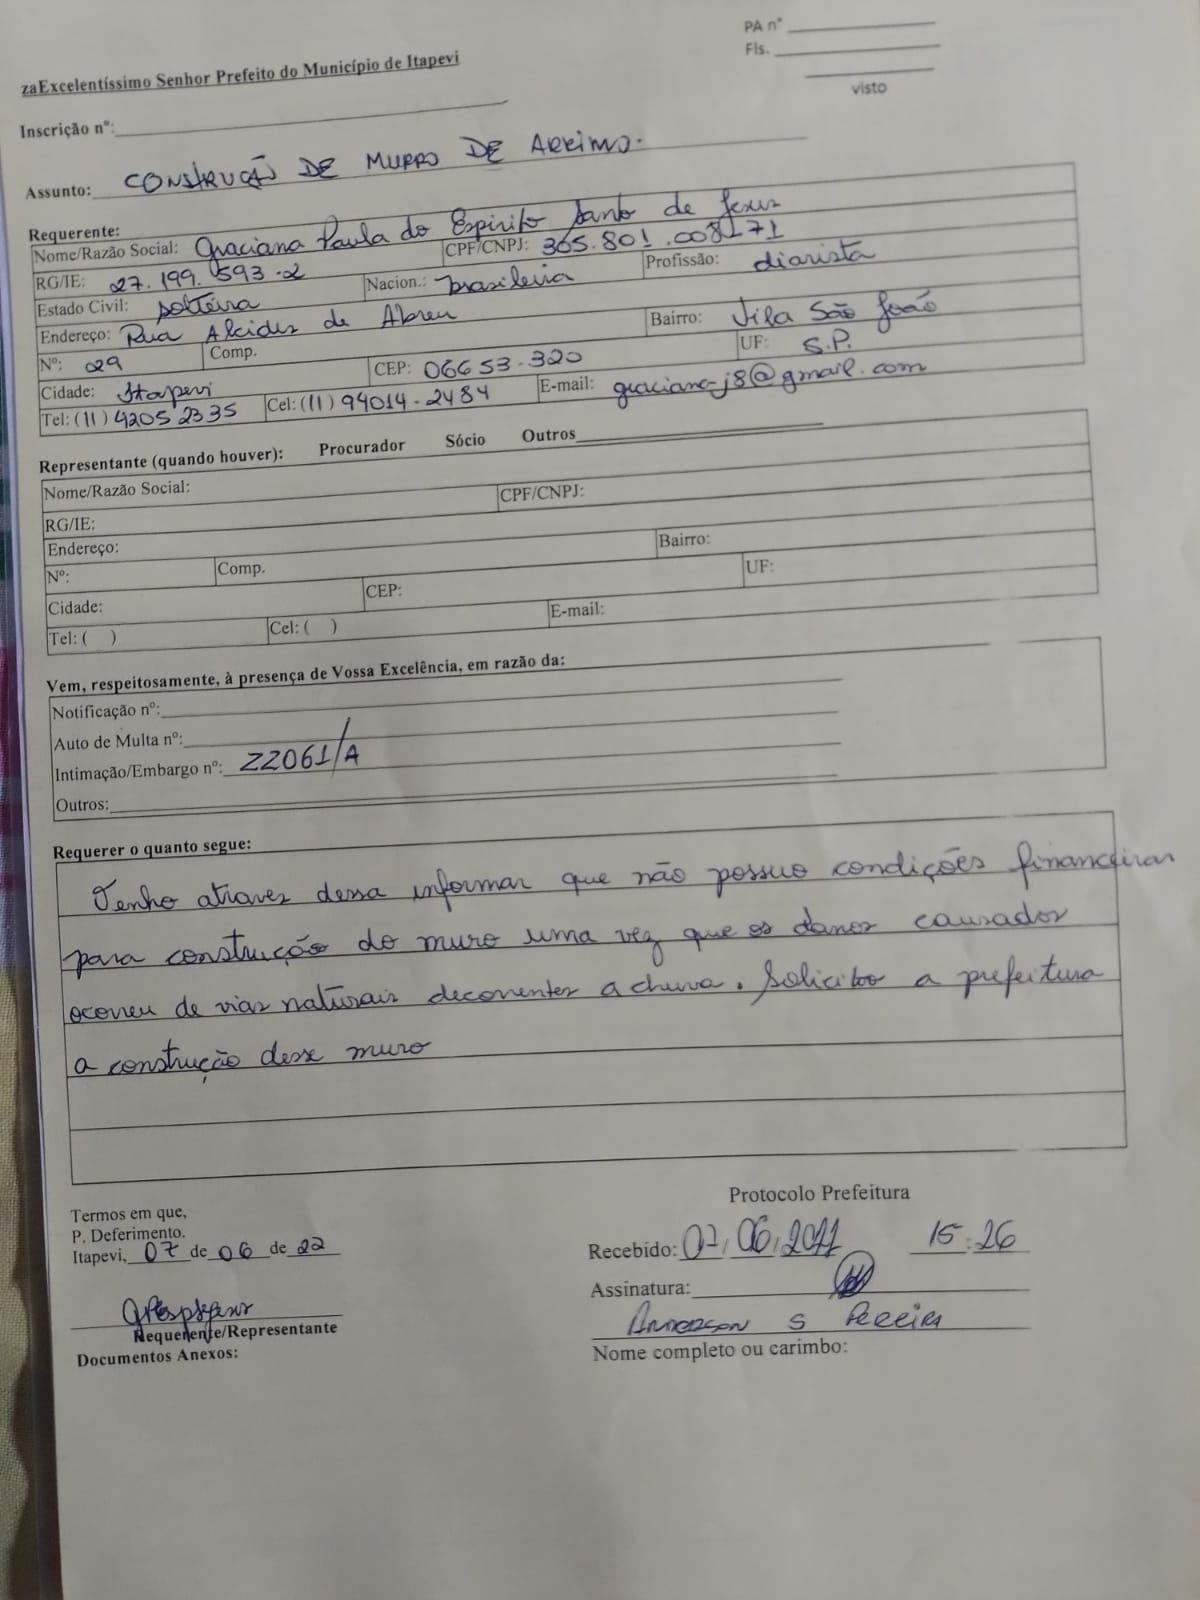 PA nº
Fls.
visto
zaExcelentíssimo Senhor Prefeito do Município de Itapevi
Inscrição nº:
Assunto: CONSTRUÇÃO DE MURRO DE ARRIMO.
Requerente:
Nome/Razão Social: Graciana Paula do Espirito Santo de Jesus
CPF/CNPJ: 365.801.008-71
RG/IE: 27.199.593-2 Nacion.: brasileira Profissão: diarista
Estado Civil: solteira
Endereço: Rua Alcides de Abreu Bairro: Vila São João
Nº: 29 Comp. CEP: 06653-320 UF: S.P.
Cidade: Itapevi
Tel: (11) 4205 2335 Cel: (11) 94014-2484 E-mail: graciana-j8@gmail.com
Representante (quando houver): Procurador Sócio Outros
Nome/Razão Social: CPF/CNPJ:
RG/IE:
Endereço: Bairro:
Nº: Comp. CEP: UF:
Cidade:
Tel: ( ) Cel: ( ) E-mail:
Vem, respeitosamente, à presença de Vossa Excelência, em razão da:
Notificação nº:
Auto de Multa nº:
Intimação/Embargo nº: 22061/A
Outros:
Requerer o quanto segue:
Venho atraves dessa informar que não possuo condições financeiras
para construção do muro uma vez que os danos causador
ocorreu de vias naturais decorrentes a chuva. Solicito a prefeitura
a construção desse muro
Termos em que,
P. Deferimento.
Itapevi, 07 de 06 de 22
Requerente/Representante
Documentos Anexos:
Protocolo Prefeitura
Recebido: 07/06/2022 15:26
Assinatura:
Anderson S Pereira
Nome completo ou carimbo: